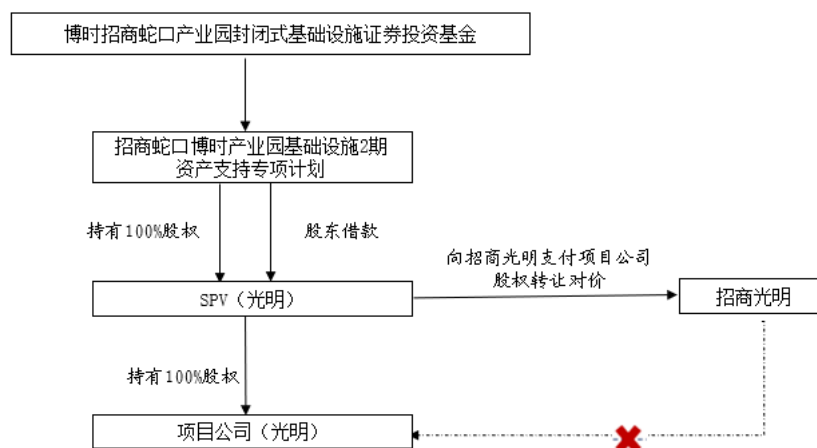 博时招商蛇口产业园封闭式基础设施证券投资基金
招商蛇口博时产业园基础设施2期
资产支持专项计划
持有100%股权
股东借款
向招商光明支付项目公司
股权转让对价
SPV（光明）
招商光明
持有100%股权
项目公司（光明）